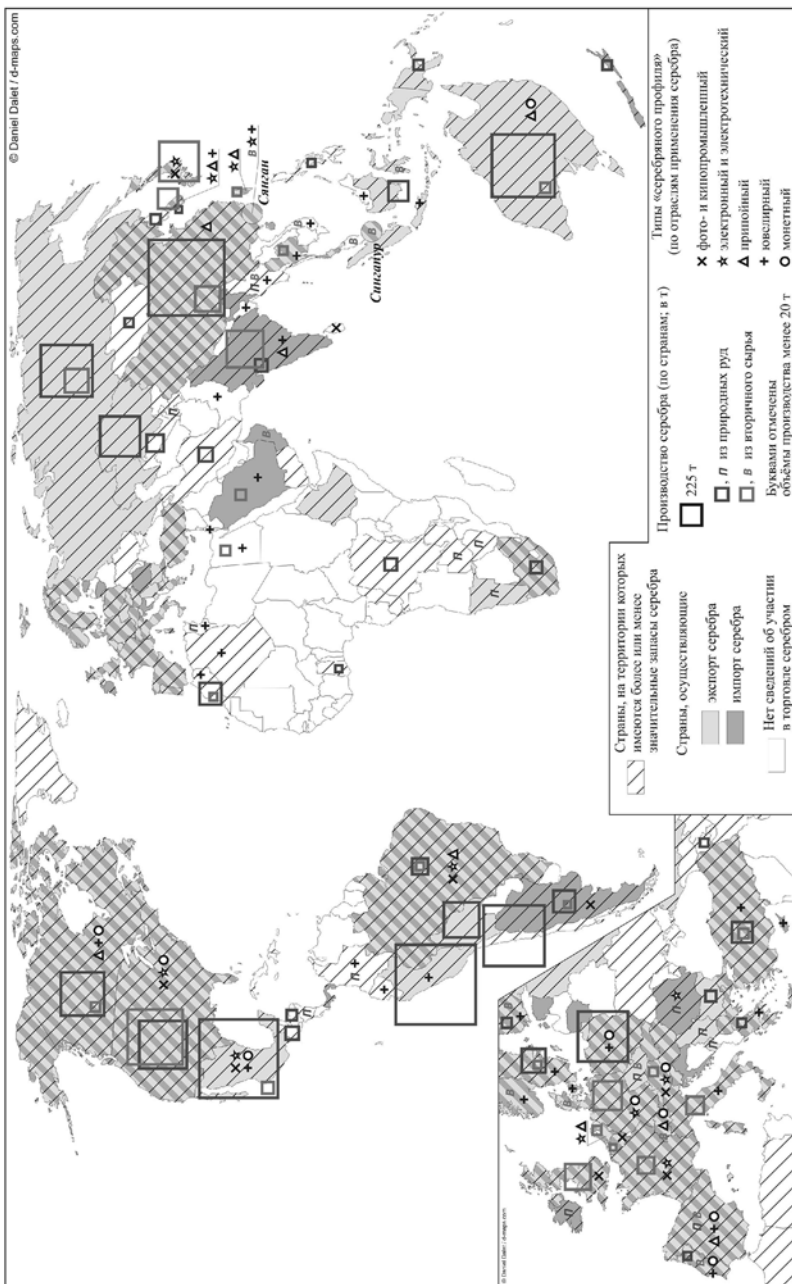 © Daniel Dalet / d-maps.com
Сянган
Сингапур
© Daniel Dalet / d-maps.com
Страны, на территории которых
имеются более или менее
значительные запасы серебра
Страны, осуществляющие
экспорт серебра
импорт серебра
Нет сведений об участии
в торговле серебром
Производство серебра (по странам; в т)
225 т
, п из природных руд
, в из вторичного сырья
Буквами отмечены
объёмы производства менее 20 т
Типы «серебряного профиля»
(по отраслям применения серебра)
фото- и кинопромышленный
электронный и электротехнический
припойный
ювелирный
монетный